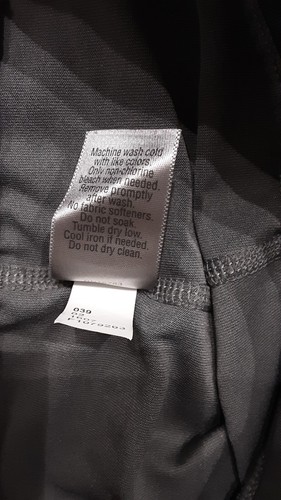 Machine wash cold
with like colors.
Only non-chlorine
bleach when needed.
Remove promptly
after wash.
No fabric softeners.
Do not soak.
Tumble dry low.
Cool iron if needed.
Do not dry clean.
039
02